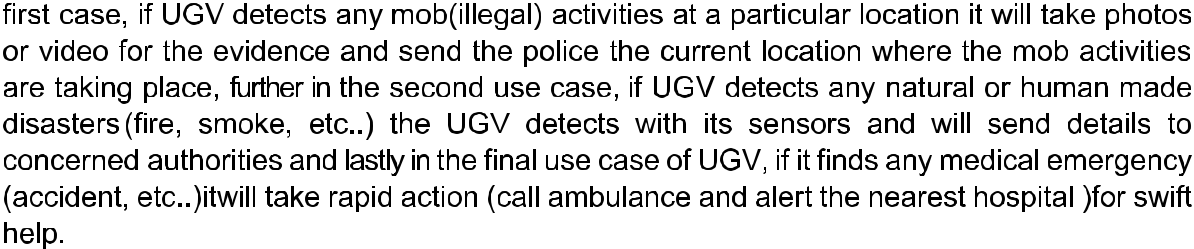 first case, if UGV detects any mob(illegal) activities at a particular location it will take photos
or video for the evidence and send the police the current location where the mob activities
are taking place, further in the second use case, if UGV detects any natural or human made
disasters (fire, smoke, etc..) the UGV detects with its sensors and will send details to
concerned authorities and lastly in the final use case of UGV, if it finds any medical emergency
(accident, etc..)itwill take rapid action (call ambulance and alert the nearest hospital )for swift
help.